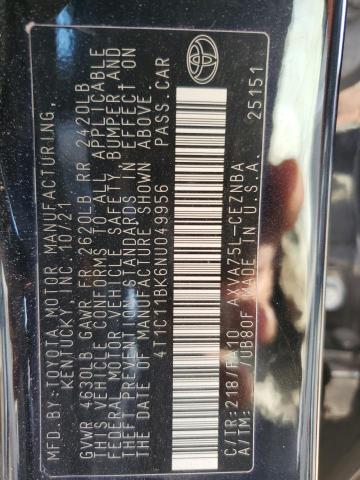 MFD.BY:TOYOTA MOTOR MANUFACTURING,
KENTUCKY, INC 10/21
GVWR 4630LB GAWR FR 2620LB RR 2420LB
THIS VEHICLE CONFORMS TO ALL APPLICABLE
FEDERAL MOTOR VEHICLE SAFETY, BUMPER AND
THEFT PREVENTION STANDARDS IN EFFECT ON
THE DATE OF MANUFACTURE SHOWN ABOVE.
4T1C11BK6NU049956 PASS. CAR
C/TR:218/FA10 AXVA75L-CEZNBA
A/TM: /UB80F MADE IN U.S.A. 25151